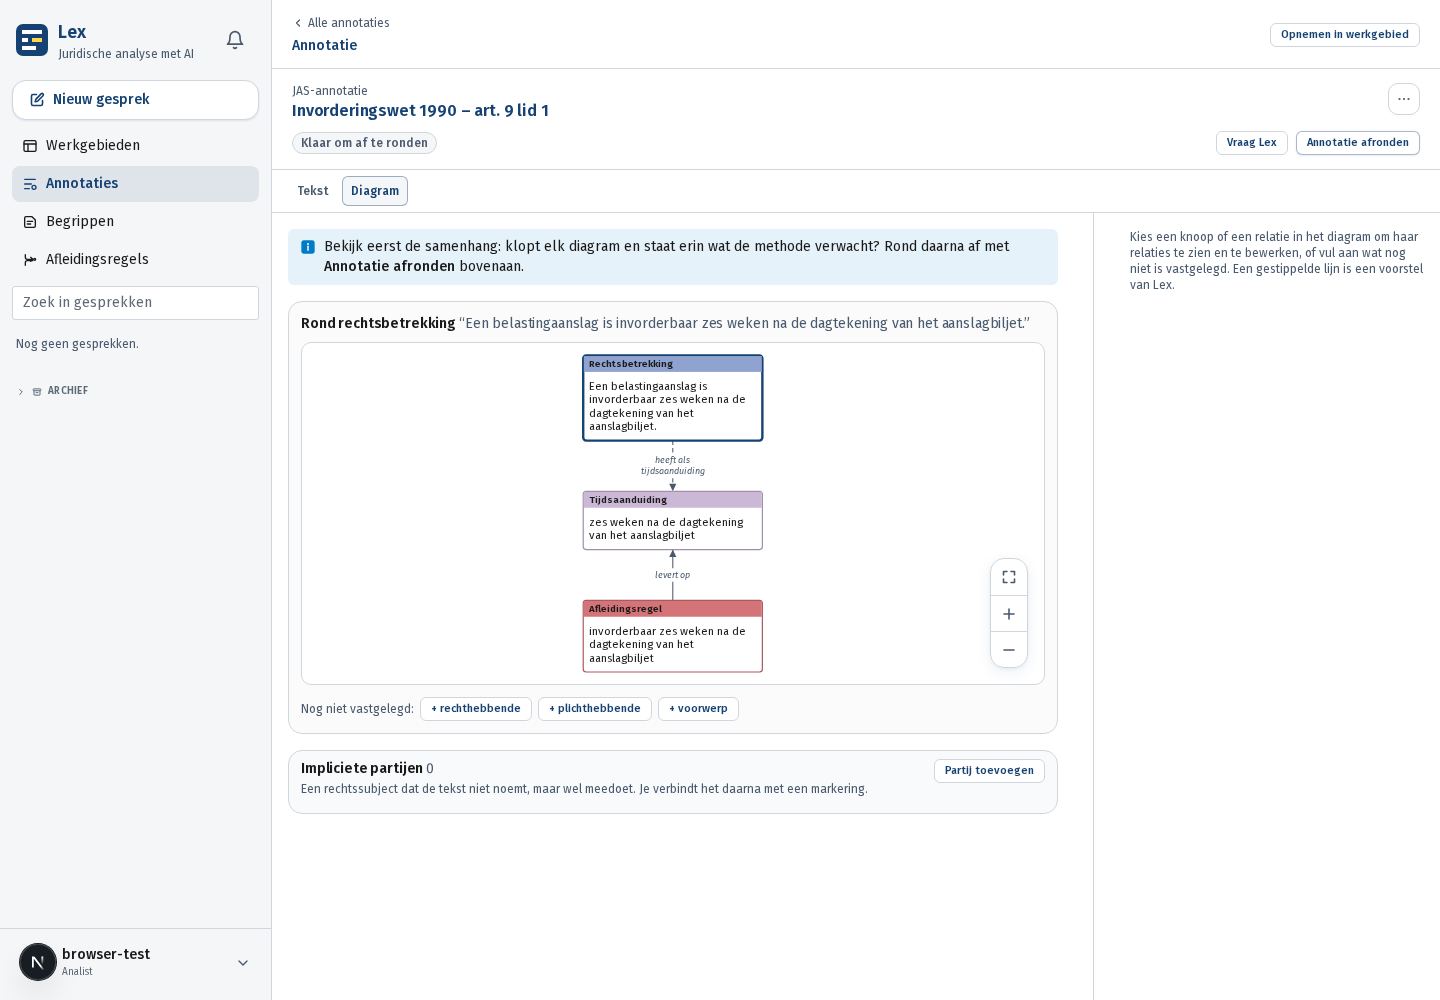 Lex
Juridische analyse met AI
Nieuw gesprek
Werkgebieden
Annotaties
Begrippen
Afleidingsregels
Zoek in gesprekken
Nog geen gesprekken.
ARCHIEF
browser-test
Analist
Alle annotaties
Annotatie
Opnemen in werkgebied
JAS-annotatie
Invorderingswet 1990 – art. 9 lid 1
Klaar om af te ronden
Vraag Lex
Annotatie afronden
Tekst
Diagram
Bekijk eerst de samenhang: klopt elk diagram en staat erin wat de methode verwacht? Rond daarna af met
Annotatie afronden bovenaan.
Rond rechtsbetrekking “Een belastingaanslag is invorderbaar zes weken na de dagtekening van het aanslagbiljet.”
Rechtsbetrekking
Een belastingaanslag is
invorderbaar zes weken na de
dagtekening van het
aanslagbiljet.
heeft als
tijdsaanduiding
Tijdsaanduiding
zes weken na de dagtekening
van het aanslagbiljet
levert op
Afleidingsregel
invorderbaar zes weken na de
dagtekening van het
aanslagbiljet
Nog niet vastgelegd:
+ rechthebbende
+ plichthebbende
+ voorwerp
Impliciete partijen 0
Partij toevoegen
Een rechtssubject dat de tekst niet noemt, maar wel meedoet. Je verbindt het daarna met een markering.
Kies een knoop of een relatie in het diagram om haar
relaties te zien en te bewerken, of vul aan wat nog
niet is vastgelegd. Een gestippelde lijn is een voorstel
van Lex.